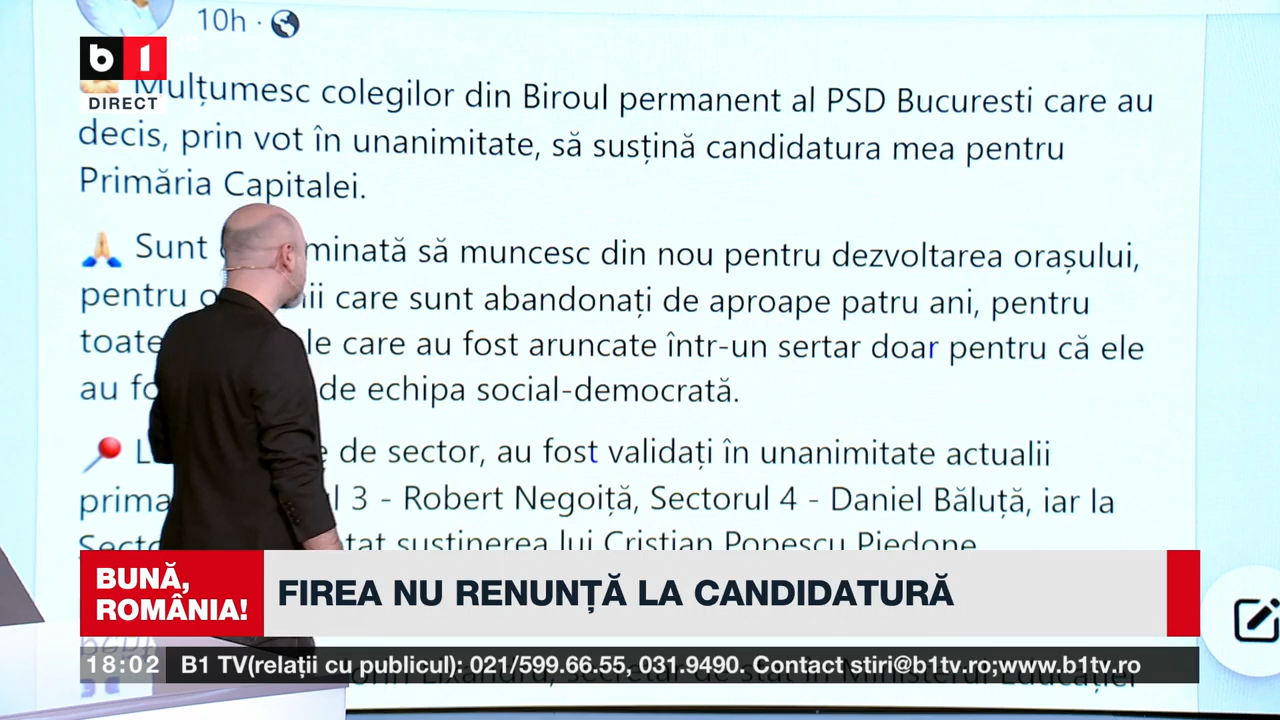 10h ·
b1
DIRECT
Mulțumesc colegilor din Biroul permanent al PSD Bucuresti care au
decis, prin vot în unanimitate, să susțină candidatura mea pentru
Primăria Capitalei.
Sunt minată să muncesc din nou pentru dezvoltarea orașului,
pentru care sunt abandonați de aproape patru ani, pentru
toate le care au fost aruncate într-un sertar doar pentru că ele
au de echipa social-democrată.
de sector, au fost validați în unanimitate actualii
prima 3 - Robert Negoiță, Sectorul 4 - Daniel Băluță, iar la
susținerea lui Cristian Popescu Piedone
BUNĂ,
ROMÂNIA!
FIREA NU RENUNȚĂ LA CANDIDATURĂ
18:02 B1 TV(relații cu publicul): 021/599.66.55, 031.9490. Contact stiri@b1tv.ro;www.b1tv.ro